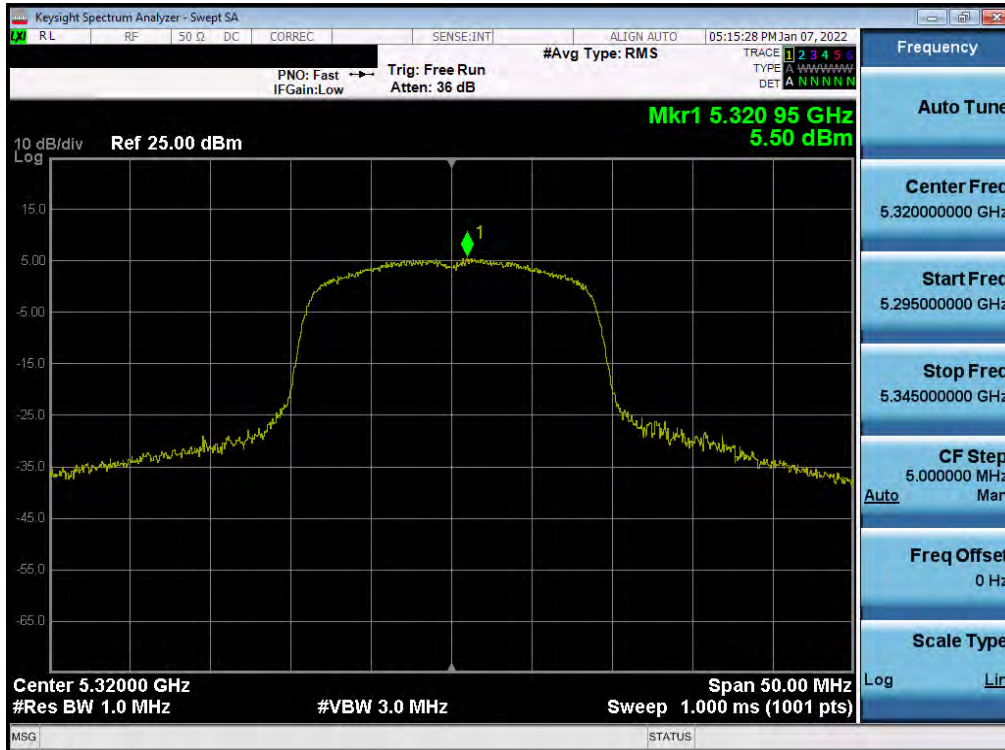 Keysight Spectrum Analyzer - Swept SA
LXI RL RF 50 Ω DC CORREC SENSE:INT ALIGN AUTO 05:15:28 PM Jan 07, 2022
#Avg Type: RMS
TRACE 1 2 3 4 5 6
TYPE A WWWWW
DET A N N N N N
PNO: Fast
IFGain:Low
Trig: Free Run
Atten: 36 dB
Mkr1 5.320 95 GHz
5.50 dBm
10 dB/div
Log
Ref 25.00 dBm
15.0
5.00
-5.00
-15.0
-25.0
-35.0
-45.0
-55.0
-65.0
1
Center 5.32000 GHz
#Res BW 1.0 MHz
#VBW 3.0 MHz
Span 50.00 MHz
Sweep 1.000 ms (1001 pts)
MSG
STATUS
Frequency
Auto Tune
Center Freq
5.320000000 GHz
Start Freq
5.295000000 GHz
Stop Freq
5.345000000 GHz
CF Step
5.000000 MHz
Auto Man
Freq Offset
0 Hz
Scale Type
Log Lin